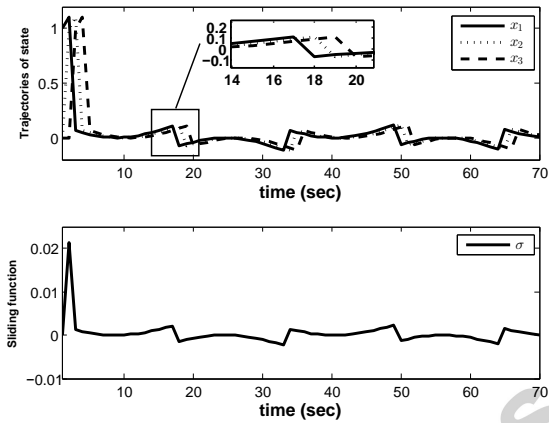 Trajectories of state
1
0.5
0
0.2
0.1
0
−0.1
14 16 18 20
x₁
x₂
x₃
10 20 30 40 50 60 70
time (sec)
Sliding function
0.02
0.01
0
−0.01
σ
10 20 30 40 50 60 70
time (sec)